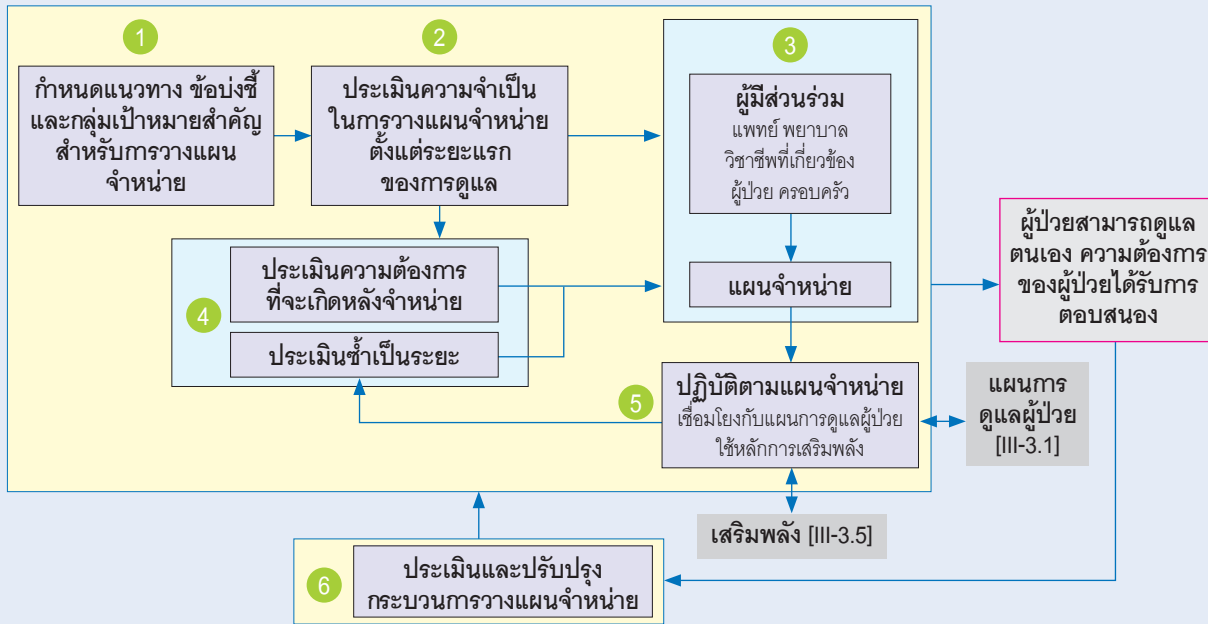 1
กำหนดแนวทาง ข้อบ่งชี้
และกลุ่มเป้าหมายสำคัญ
สำหรับการวางแผน
จำหน่าย
2
ประเมินความจำเป็น
ในการวางแผนจำหน่าย
ตั้งแต่ระยะแรก
ของการดูแล
3
ผู้มีส่วนร่วม
แพทย์ พยาบาล
วิชาชีพที่เกี่ยวข้อง
ผู้ป่วย ครอบครัว
แผนจำหน่าย
4
ประเมินความต้องการ
ที่จะเกิดหลังจำหน่าย
ประเมินซ้ำเป็นระยะ
5
ปฏิบัติตามแผนจำหน่าย
เชื่อมโยงกับแผนการดูแลผู้ป่วย
ใช้หลักการเสริมพลัง
ผู้ป่วยสามารถดูแล
ตนเอง ความต้องการ
ของผู้ป่วยได้รับการ
ตอบสนอง
แผนการ
ดูแลผู้ป่วย
[III-3.1]
เสริมพลัง [III-3.5]
6
ประเมินและปรับปรุง
กระบวนการวางแผนจำหน่าย